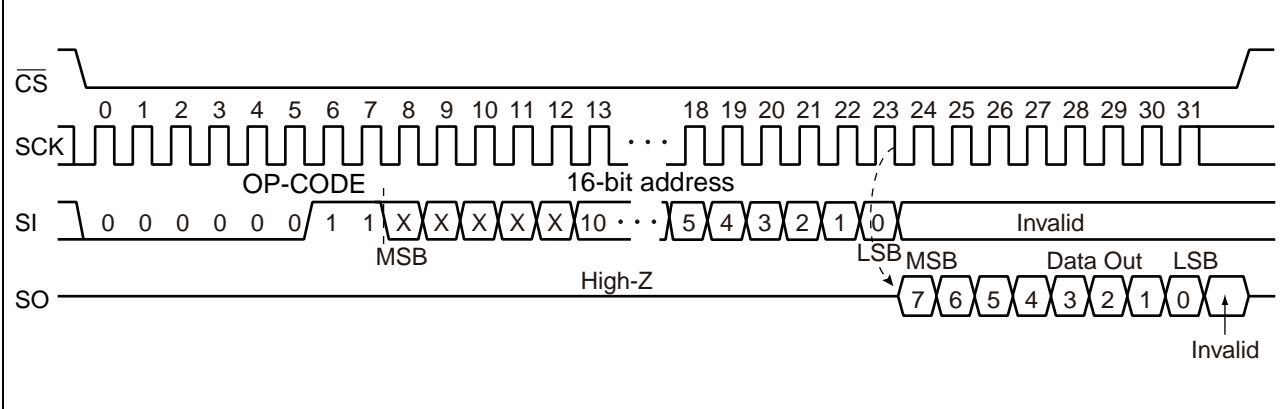 CS
0 1 2 3 4 5 6 7 8 9 10 11 12 13 18 19 20 21 22 23 24 25 26 27 28 29 30 31
SCK ···
OP-CODE 16-bit address
SI 0 0 0 0 0 0 1 1 X X X X X 10 ··· 5 4 3 2 1 0 Invalid
MSB LSB MSB Data Out LSB
High-Z
SO 7 6 5 4 3 2 1 0
Invalid